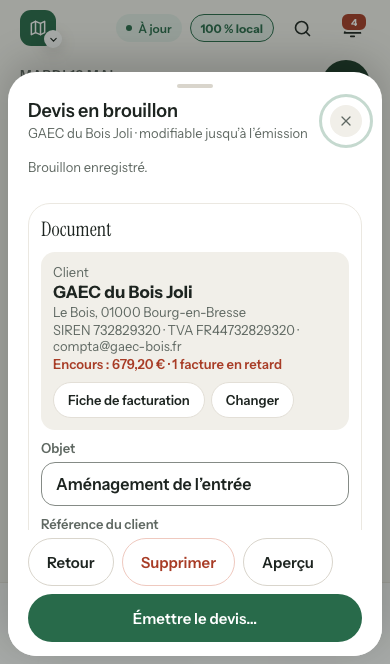 À jour
100 % local
4
Devis en brouillon
GAEC du Bois Joli · modifiable jusqu’à l’émission
Brouillon enregistré.
Document
Client
GAEC du Bois Joli
Le Bois, 01000 Bourg-en-Bresse
SIREN 732829320 · TVA FR44732829320 ·
compta@gaec-bois.fr
Encours : 679,20 € · 1 facture en retard
Fiche de facturation
Changer
Objet
Aménagement de l’entrée
Référence du client
Retour
Supprimer
Aperçu
Émettre le devis…